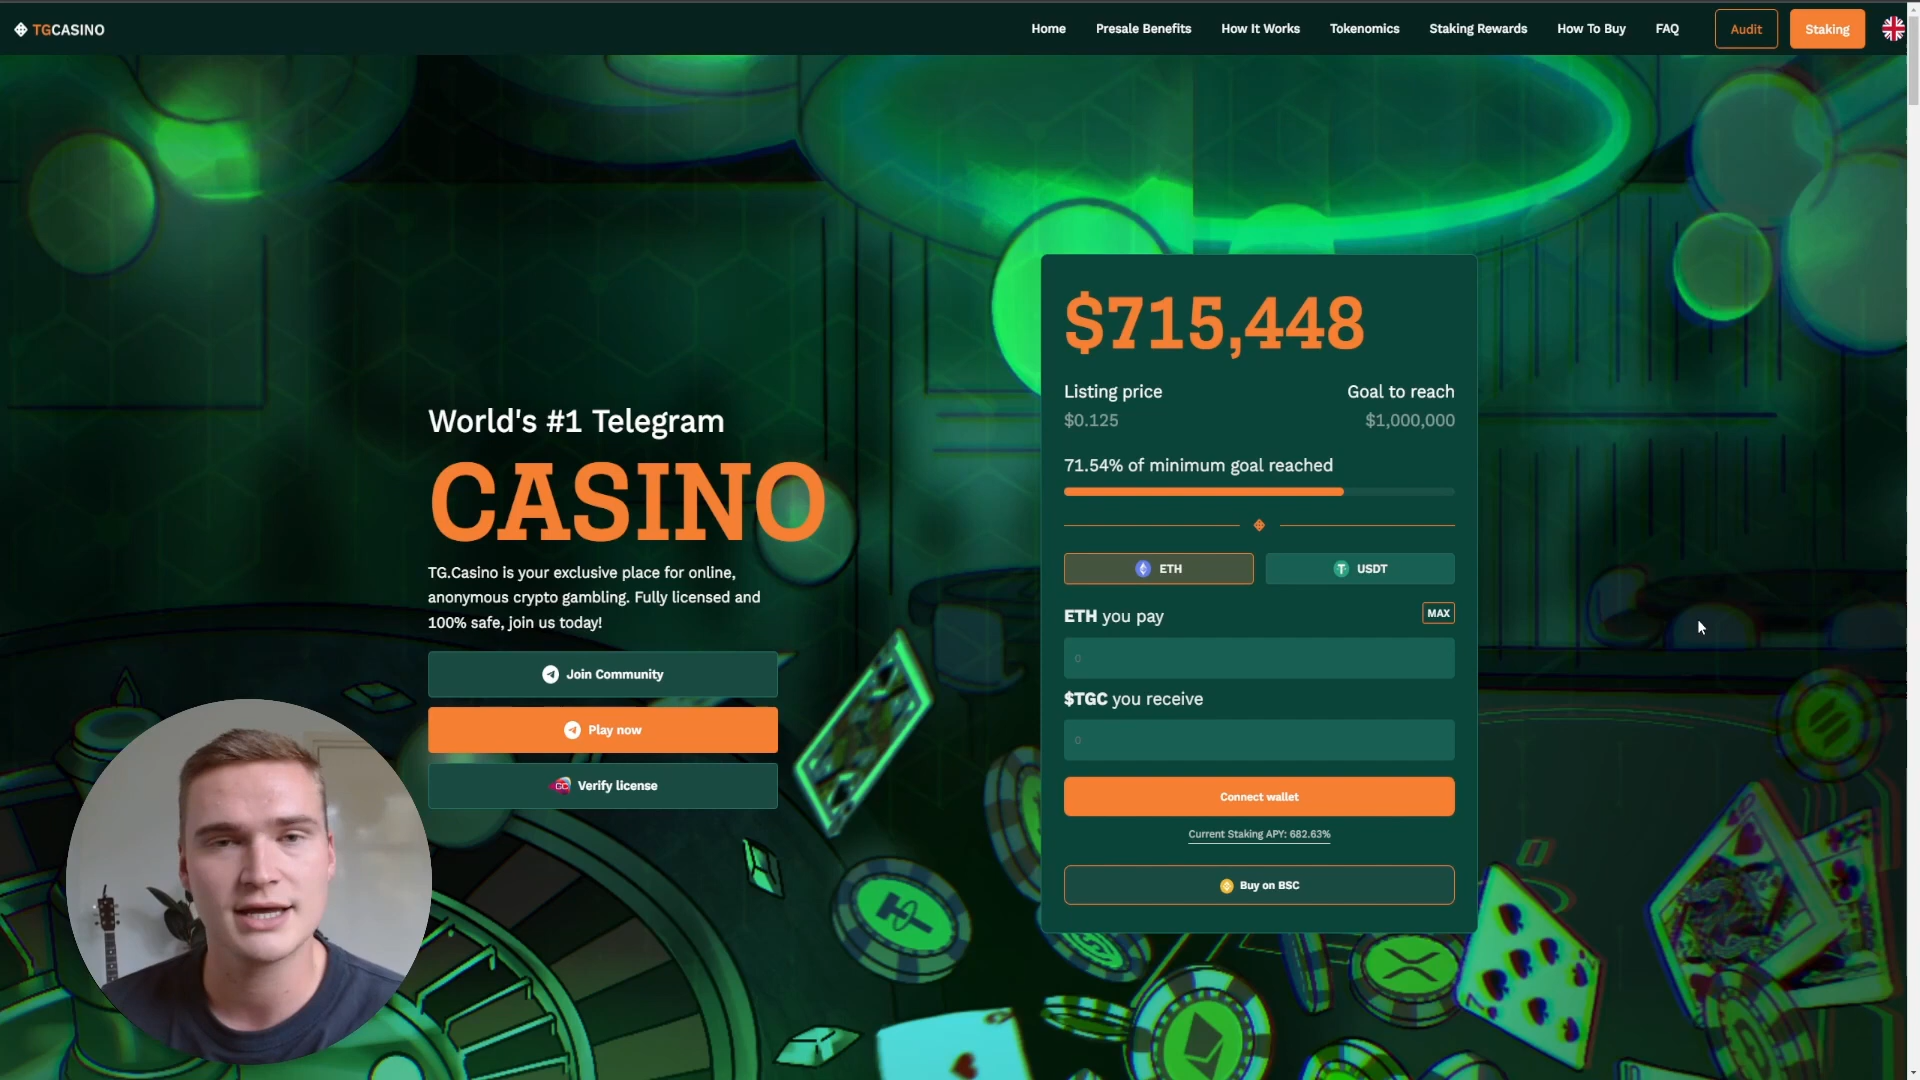 TGCASINO
Home Presale Benefits How It Works Tokenomics Staking Rewards How To Buy FAQ Audit Staking
World's #1 Telegram
CASINO
TG.Casino is your exclusive place for online,
anonymous crypto gambling. Fully licensed and
100% safe, join us today!
Join Community
Play now
GC Verify license
$715,448
Listing price Goal to reach
$0.125 $1,000,000
71.54% of minimum goal reached
ETH USDT
ETH you pay MAX
0
$TGC you receive
0
Connect wallet
Current Staking APY: 682.63%
Buy on BSC
7
K